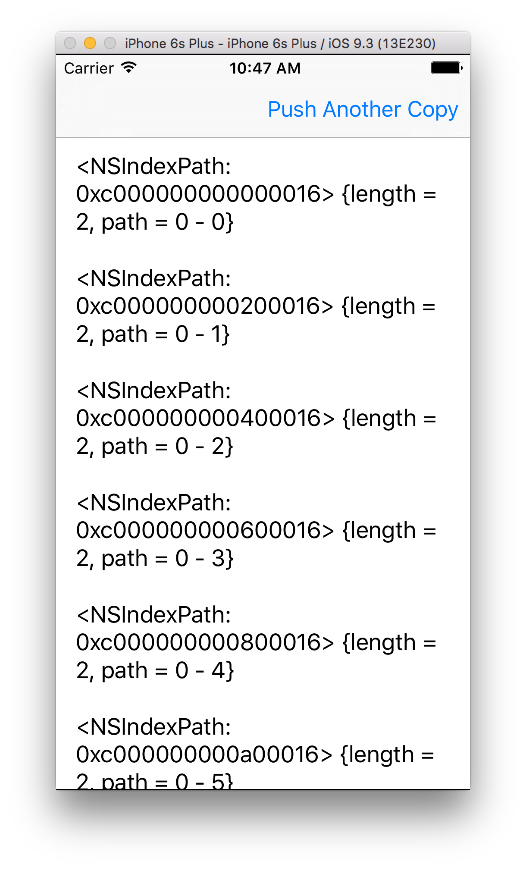 iPhone 6s Plus - iPhone 6s Plus / iOS 9.3 (13E230)
Carrier 10:47 AM
Push Another Copy
<NSIndexPath:
0xc000000000000016> {length =
2, path = 0 - 0}
<NSIndexPath:
0xc000000000200016> {length =
2, path = 0 - 1}
<NSIndexPath:
0xc000000000400016> {length =
2, path = 0 - 2}
<NSIndexPath:
0xc000000000600016> {length =
2, path = 0 - 3}
<NSIndexPath:
0xc000000000800016> {length =
2, path = 0 - 4}
<NSIndexPath:
0xc000000000a00016> {length =
2, path = 0 - 5}